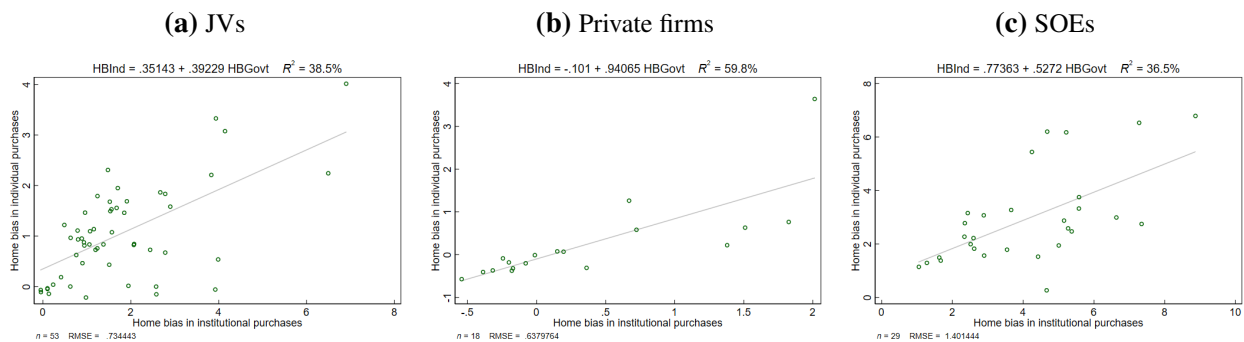 (a) JVs
HBInd = .35143 + .39229 HBGovt R² = 38.5%
Home bias in individual purchases
4
3
2
1
0
0
2
4
6
8
Home bias in institutional purchases
n = 53 RMSE = .734443
(b) Private firms
HBInd = -.101 + .94065 HBGovt R² = 59.8%
Home bias in individual purchases
4
3
2
1
0
-1
-.5
0
.5
1
1.5
2
Home bias in institutional purchases
n = 18 RMSE = .6379764
(c) SOEs
HBInd = .77363 + .5272 HBGovt R² = 36.5%
Home bias in individual purchases
8
6
4
2
0
0
2
4
6
8
10
Home bias in institutional purchases
n = 29 RMSE = 1.401444